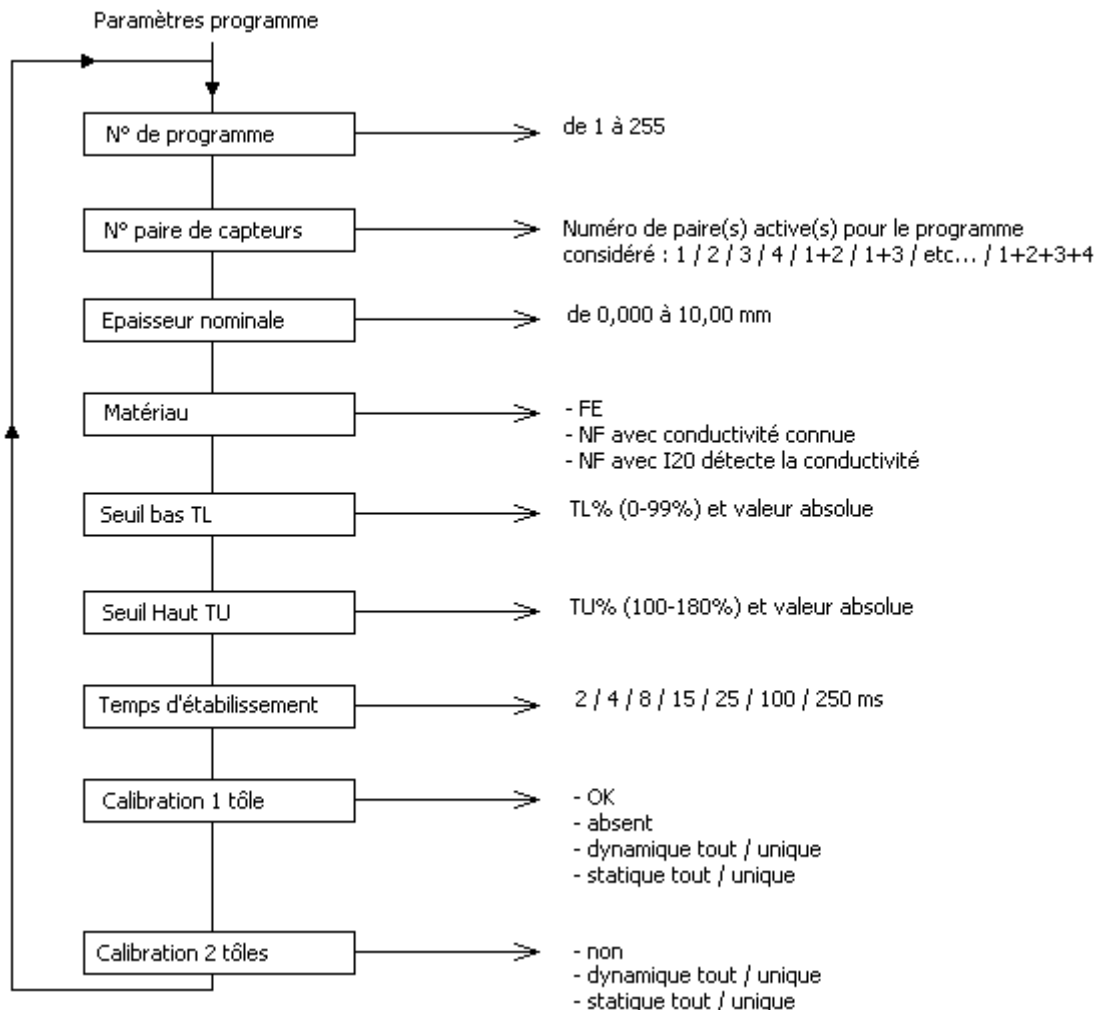 Paramètres programme
N° de programme
de 1 à 255
N° paire de capteurs
Numéro de paire(s) active(s) pour le programme
considéré : 1 / 2 / 3 / 4 / 1+2 / 1+3 / etc... / 1+2+3+4
Epaisseur nominale
de 0,000 à 10,00 mm
Matériau
- FE
- NF avec conductivité connue
- NF avec I20 détecte la conductivité
Seuil bas TL
TL% (0-99%) et valeur absolue
Seuil Haut TU
TU% (100-180%) et valeur absolue
Temps d'étabilissement
2 / 4 / 8 / 15 / 25 / 100 / 250 ms
Calibration 1 tôle
- OK
- absent
- dynamique tout / unique
- statique tout / unique
Calibration 2 tôles
- non
- dynamique tout / unique
- statique tout / unique